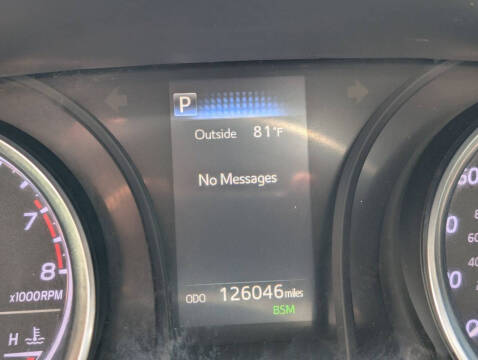 P
Outside 81°F
No Messages
ODO 126046 miles
BSM
7
8
x1000RPM
H